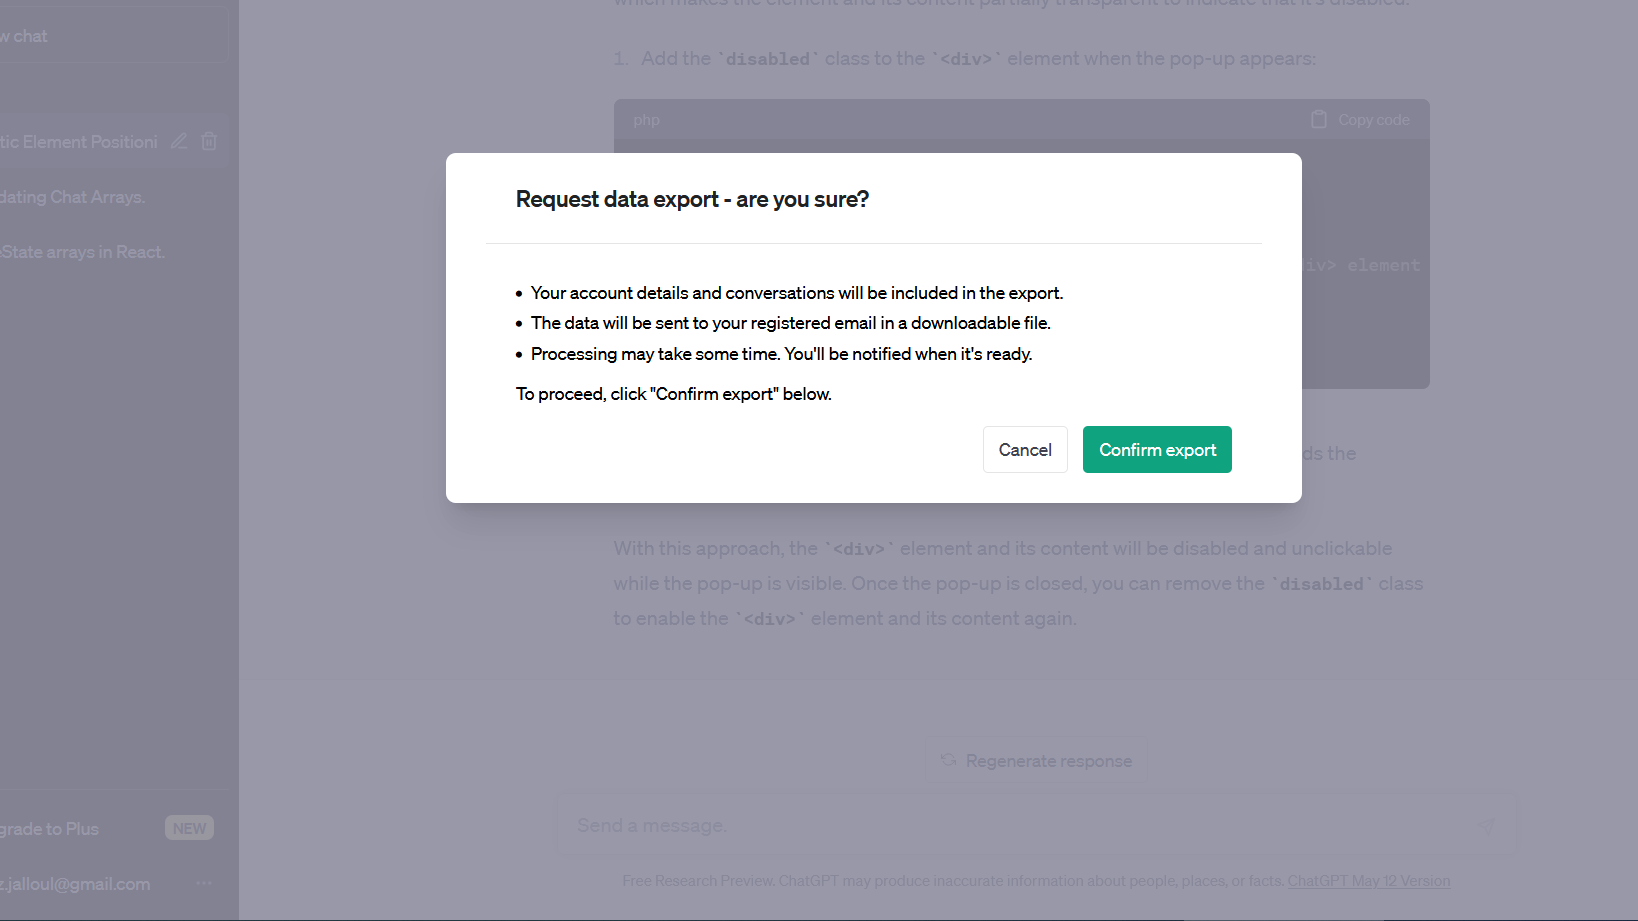 which makes the element and its content partially transparent to indicate that it's disabled.
w chat
1. Add the `disabled` class to the `<div>` element when the pop-up appears:
php
Copy code
tic Element Positioni
dating Chat Arrays.
State arrays in React.
Request data export - are you sure?
div> element
• Your account details and conversations will be included in the export.
• The data will be sent to your registered email in a downloadable file.
• Processing may take some time. You'll be notified when it's ready.
To proceed, click "Confirm export" below.
Cancel
Confirm export
ds the
With this approach, the `<div>` element and its content will be disabled and unclickable
while the pop-up is visible. Once the pop-up is closed, you can remove the `disabled` class
to enable the `<div>` element and its content again.
Regenerate response
Send a message.
grade to Plus
NEW
z.jalloul@gmail.com
...
Free Research Preview. ChatGPT may produce inaccurate information about people, places, or facts. ChatGPT May 12 Version